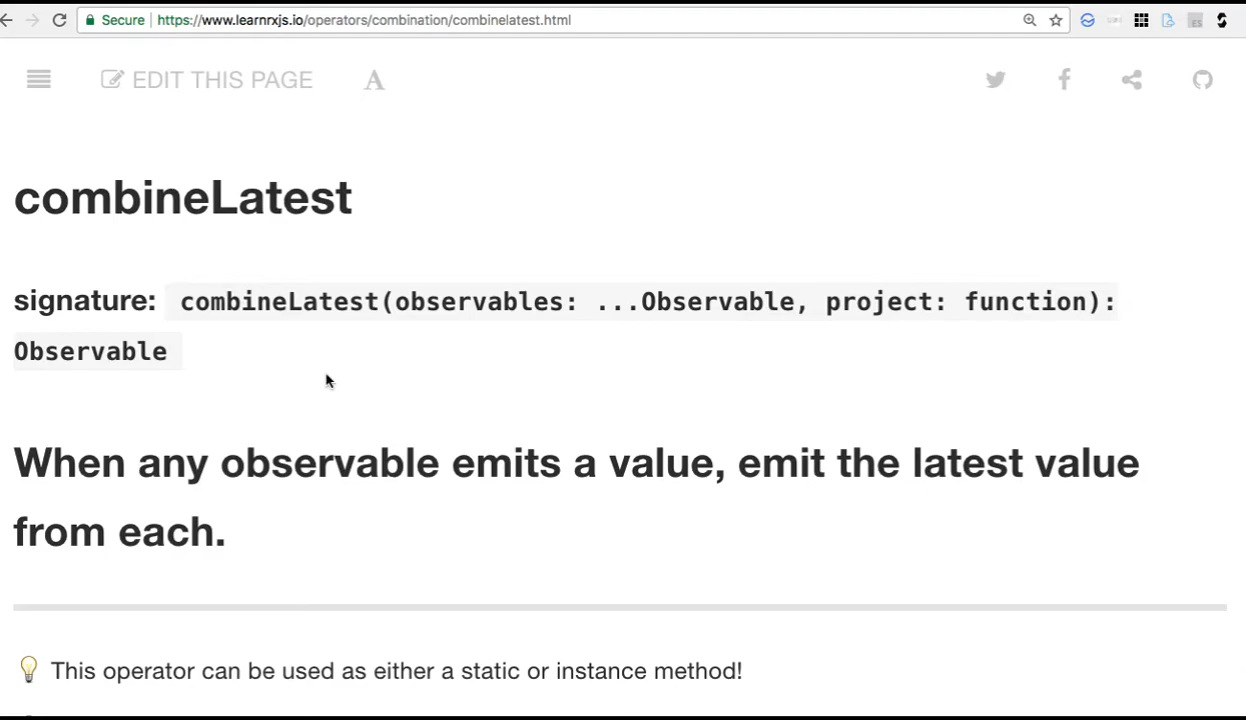 Secure https://www.learnrxjs.io/operators/combination/combinelatest.html
EDIT THIS PAGE A
combineLatest
signature: combineLatest(observables: ...Observable, project: function):
Observable
When any observable emits a value, emit the latest value
from each.
This operator can be used as either a static or instance method!